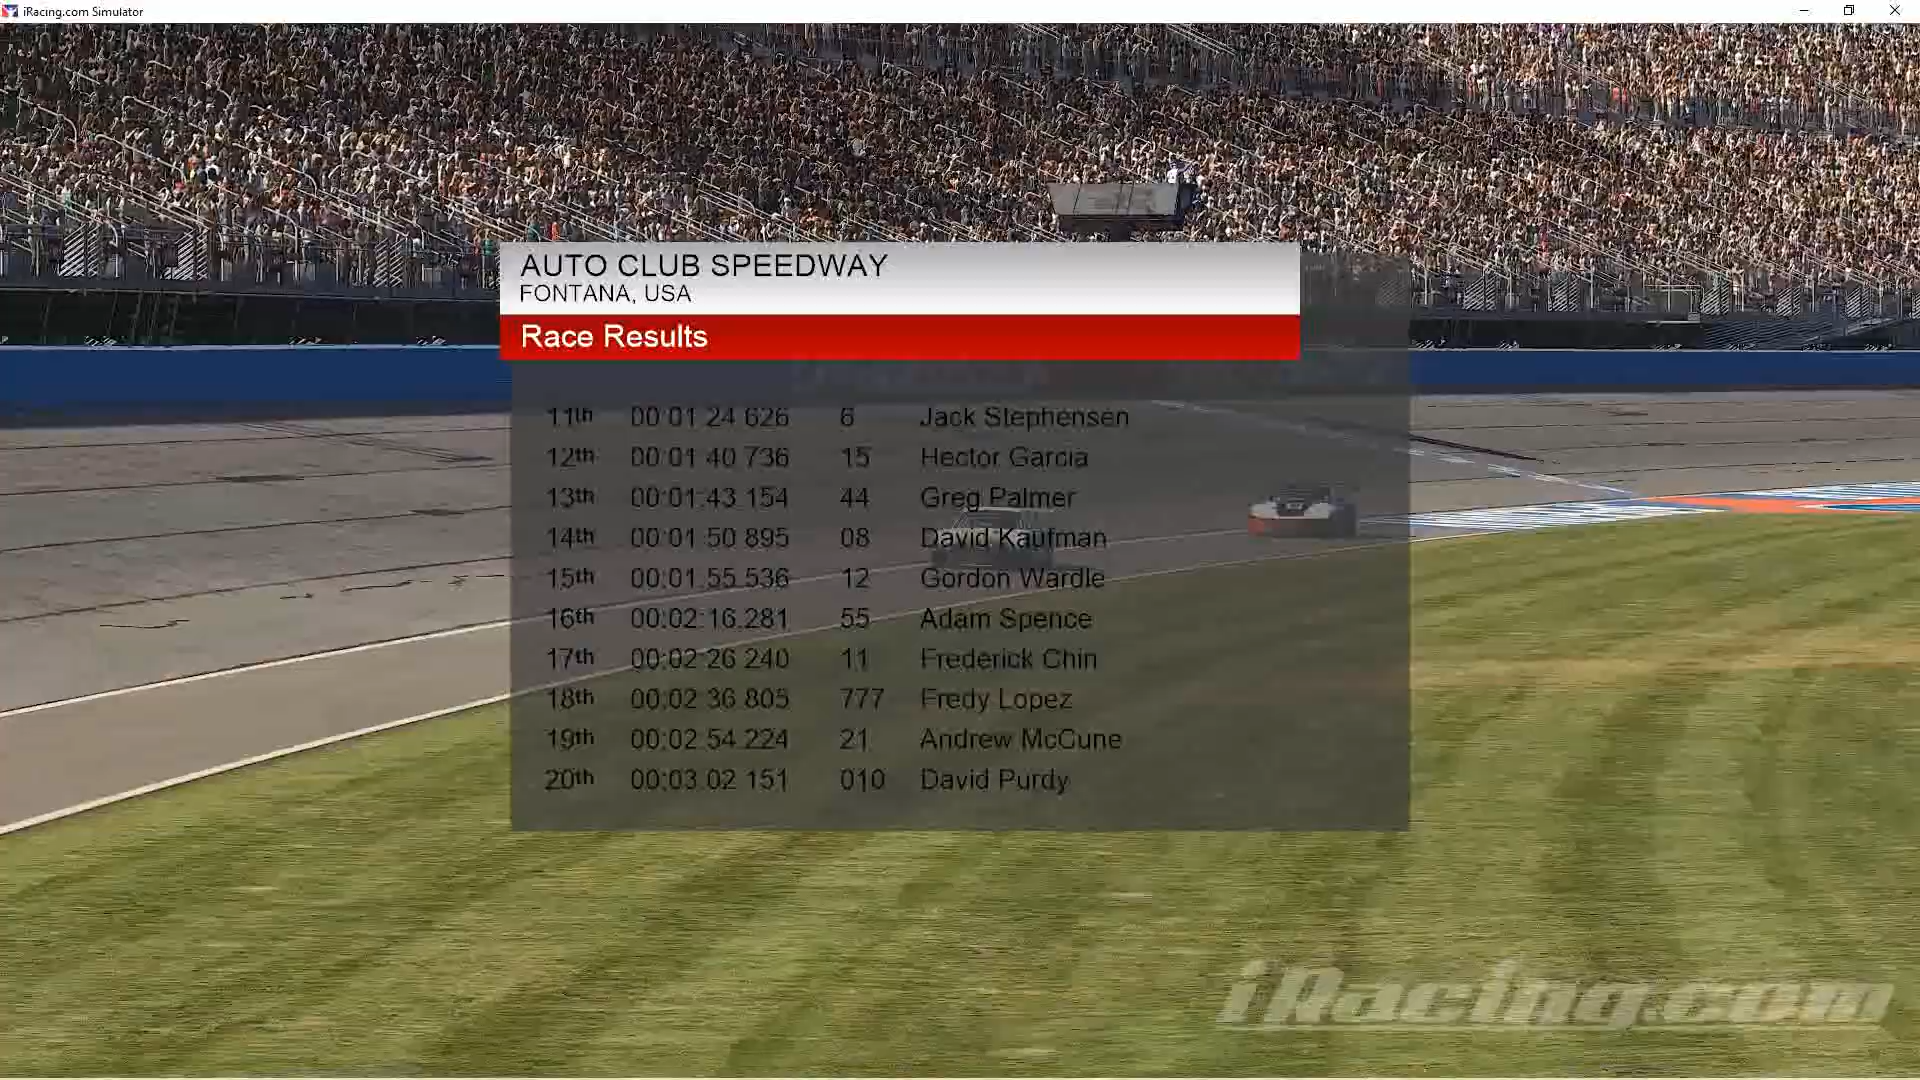 iRacing.com Simulator
AUTO CLUB SPEEDWAY
FONTANA, USA
Race Results
11th 00:01:24.626 6 Jack Stephensen
12th 00:01:40.736 15 Hector Garcia
13th 00:01:43.154 44 Greg Palmer
14th 00:01:50.895 08 David Kaufman
15th 00:01:55.536 12 Gordon Wardle
16th 00:02:16.281 55 Adam Spence
17th 00:02:26.240 11 Frederick Chin
18th 00:02:36.805 777 Fredy Lopez
19th 00:02:54.224 21 Andrew McCune
20th 00:03:02.151 010 David Purdy
iRacing.com